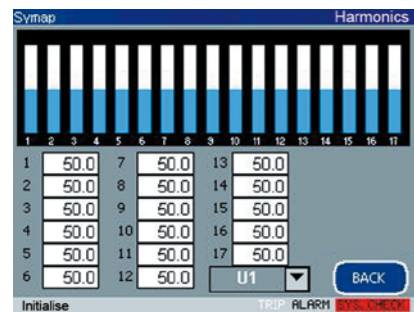 Symap Harmonics
1 2 3 4 5 6 7 8 9 10 11 12 13 14 15 16 17
1 50.0 7 50.0 13 50.0
2 50.0 8 50.0 14 50.0
3 50.0 9 50.0 15 50.0
4 50.0 10 50.0 16 50.0
5 50.0 11 50.0 17 50.0
6 50.0 12 50.0 U1 BACK
Initialise TRIP ALARM SYS. CHECK